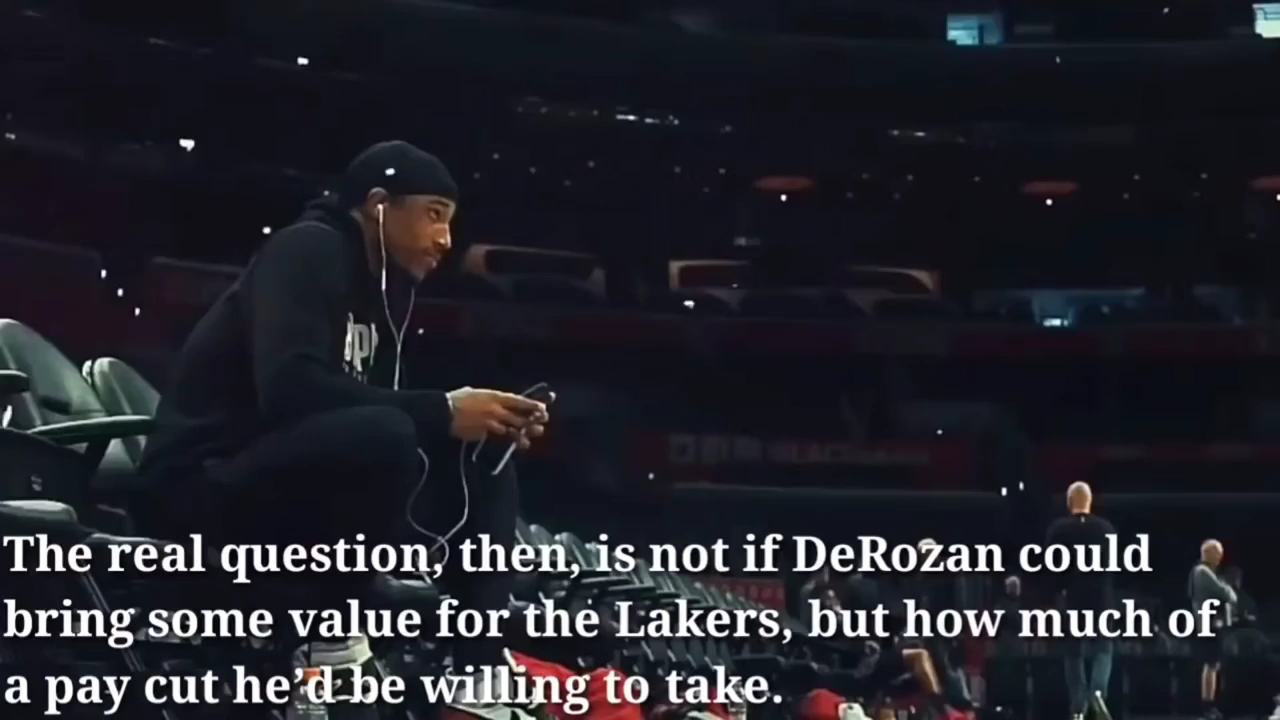 The real question, then, is not if DeRozan could
bring some value for the Lakers, but how much of
a pay cut he’d be willing to take.